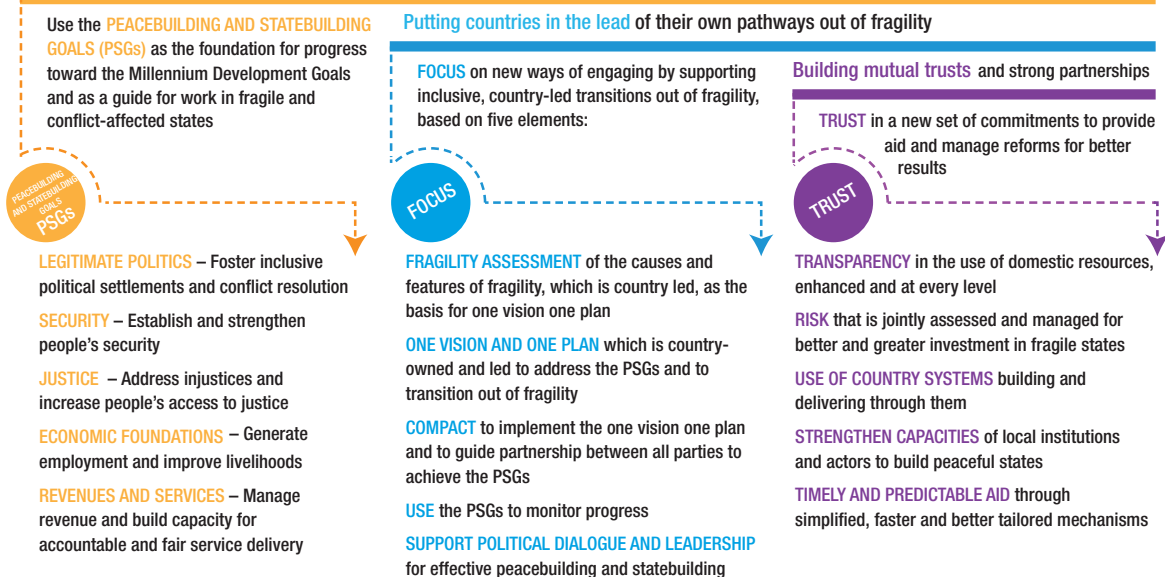 Use the PEACEBUILDING AND STATEBUILDING
GOALS (PSGs) as the foundation for progress
toward the Millennium Development Goals
and as a guide for work in fragile and
conflict-affected states
PEACEBUILDING
AND STATEBUILDING
GOALS
PSGs
LEGITIMATE POLITICS – Foster inclusive
political settlements and conflict resolution
SECURITY – Establish and strengthen
people's security
JUSTICE – Address injustices and
increase people's access to justice
ECONOMIC FOUNDATIONS – Generate
employment and improve livelihoods
REVENUES AND SERVICES – Manage
revenue and build capacity for
accountable and fair service delivery
Putting countries in the lead of their own pathways out of fragility
FOCUS on new ways of engaging by supporting
inclusive, country-led transitions out of fragility,
based on five elements:
FOCUS
FRAGILITY ASSESSMENT of the causes and
features of fragility, which is country led, as the
basis for one vision one plan
ONE VISION AND ONE PLAN which is country-
owned and led to address the PSGs and to
transition out of fragility
COMPACT to implement the one vision one plan
and to guide partnership between all parties to
achieve the PSGs
USE the PSGs to monitor progress
SUPPORT POLITICAL DIALOGUE AND LEADERSHIP
for effective peacebuilding and statebuilding
Building mutual trusts and strong partnerships
TRUST in a new set of commitments to provide
aid and manage reforms for better
results
TRUST
TRANSPARENCY in the use of domestic resources,
enhanced and at every level
RISK that is jointly assessed and managed for
better and greater investment in fragile states
USE OF COUNTRY SYSTEMS building and
delivering through them
STRENGTHEN CAPACITIES of local institutions
and actors to build peaceful states
TIMELY AND PREDICTABLE AID through
simplified, faster and better tailored mechanisms